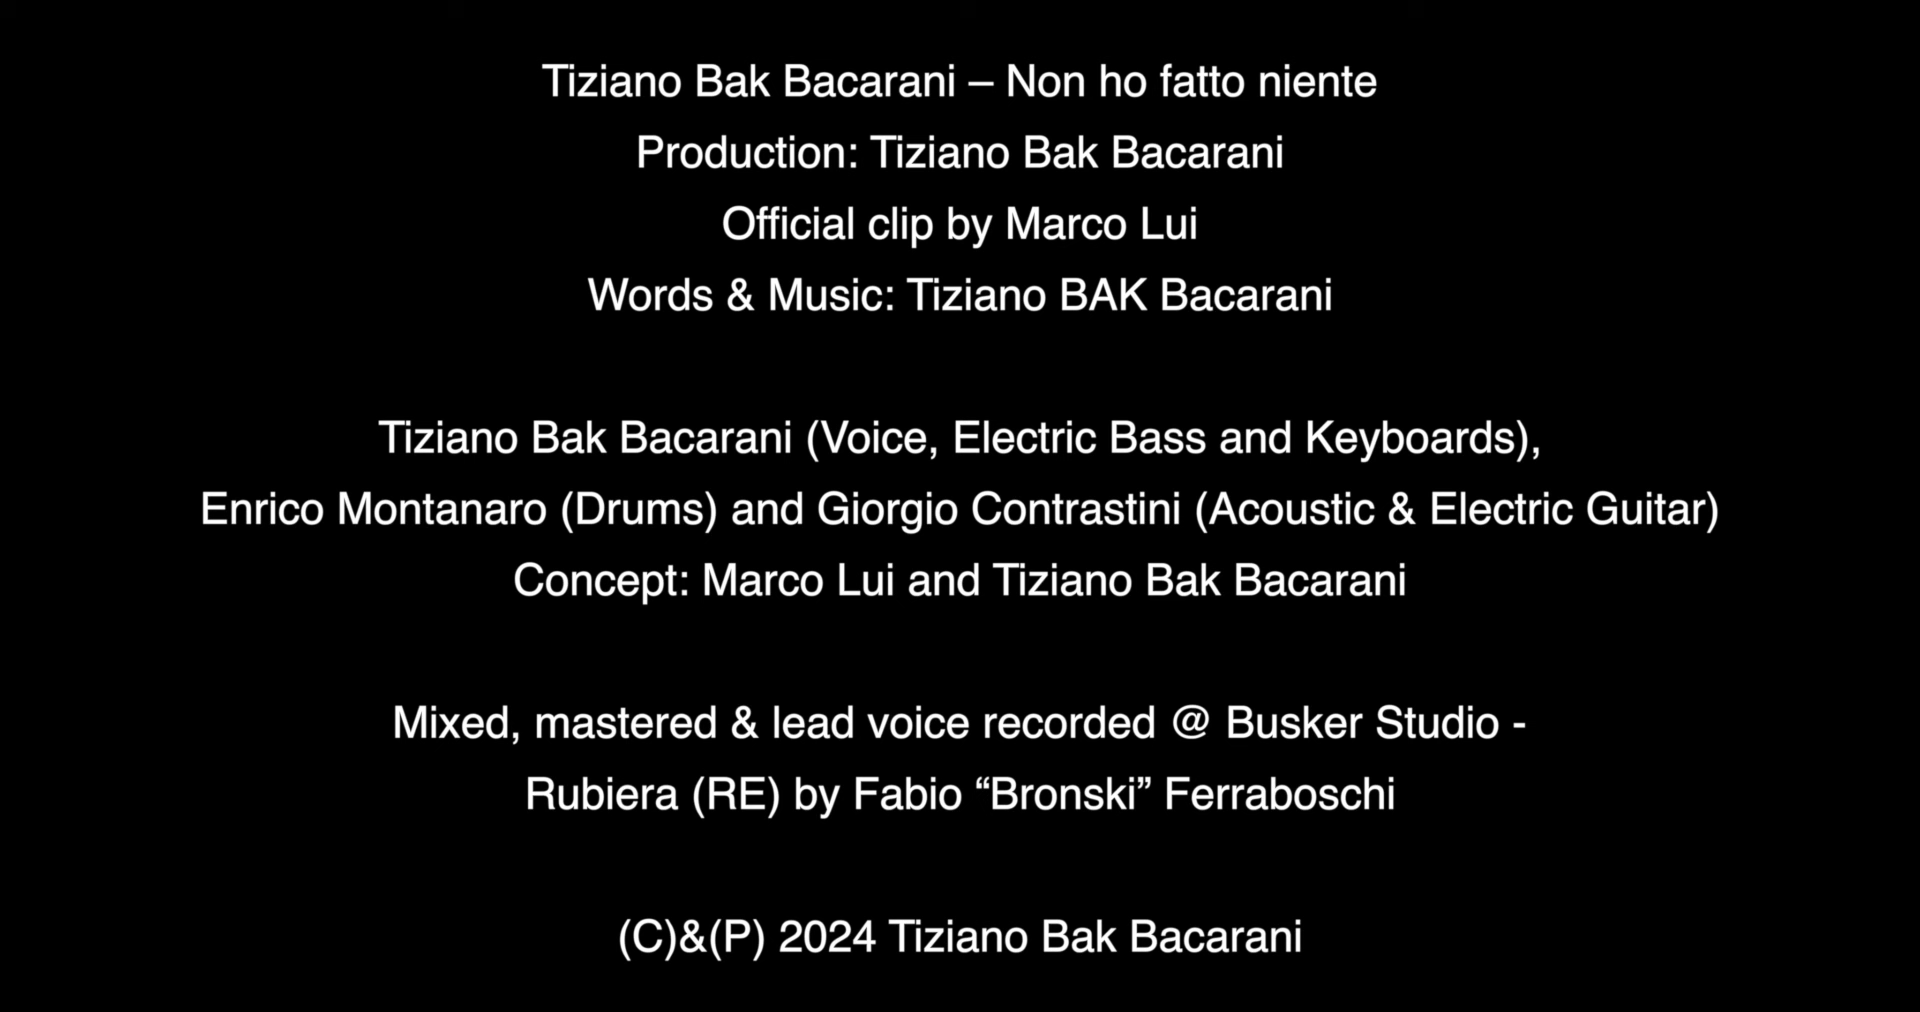 Tiziano Bak Bacarani – Non ho fatto niente
Production: Tiziano Bak Bacarani
Official clip by Marco Lui
Words & Music: Tiziano BAK Bacarani
Tiziano Bak Bacarani (Voice, Electric Bass and Keyboards),
Enrico Montanaro (Drums) and Giorgio Contrastini (Acoustic & Electric Guitar)
Concept: Marco Lui and Tiziano Bak Bacarani
Mixed, mastered & lead voice recorded @ Busker Studio -
Rubiera (RE) by Fabio “Bronski” Ferraboschi
(C)&(P) 2024 Tiziano Bak Bacarani